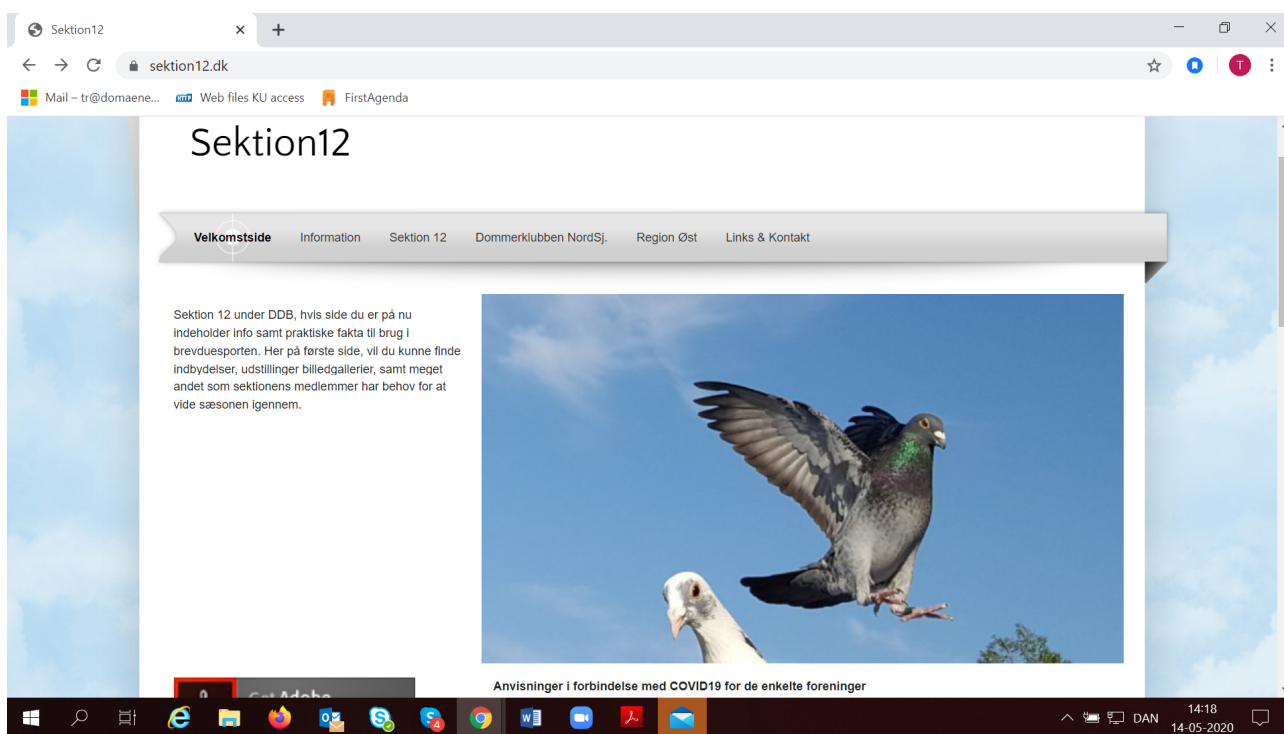 Sektion12
sektion12.dk
Mail – tr@domaene...
Web files KU access
FirstAgenda
T
Sektion12
Velkomstside
Information
Sektion 12
Dommerklubben NordSj.
Region Øst
Links & Kontakt
Sektion 12 under DDB, hvis side du er på nu
indeholder info samt praktiske fakta til brug i
brevduesporten. Her på første side, vil du kunne finde
indbydelser, udstillinger billedgallerier, samt meget
andet som sektionens medlemmer har behov for at
vide sæsonen igennem.
Get Adobe
Anvisninger i forbindelse med COVID19 for de enkelte foreninger
4
DAN
14:18
14-05-2020